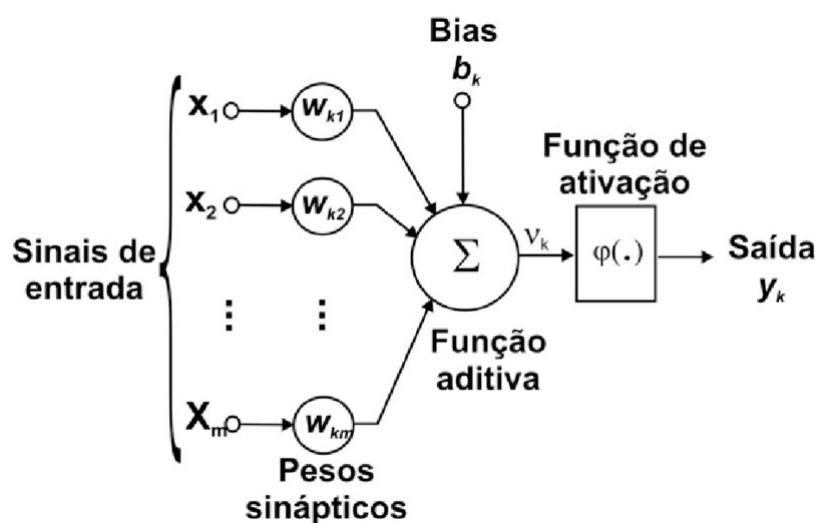 Bias
b_k
x_1
w_k1
Função de
ativação
x_2
w_k2
Sinais de
entrada
Σ
ν_k
φ(.)
Saída
y_k
⋮ ⋮
Função
aditiva
X_m
w_km
Pesos
sinápticos